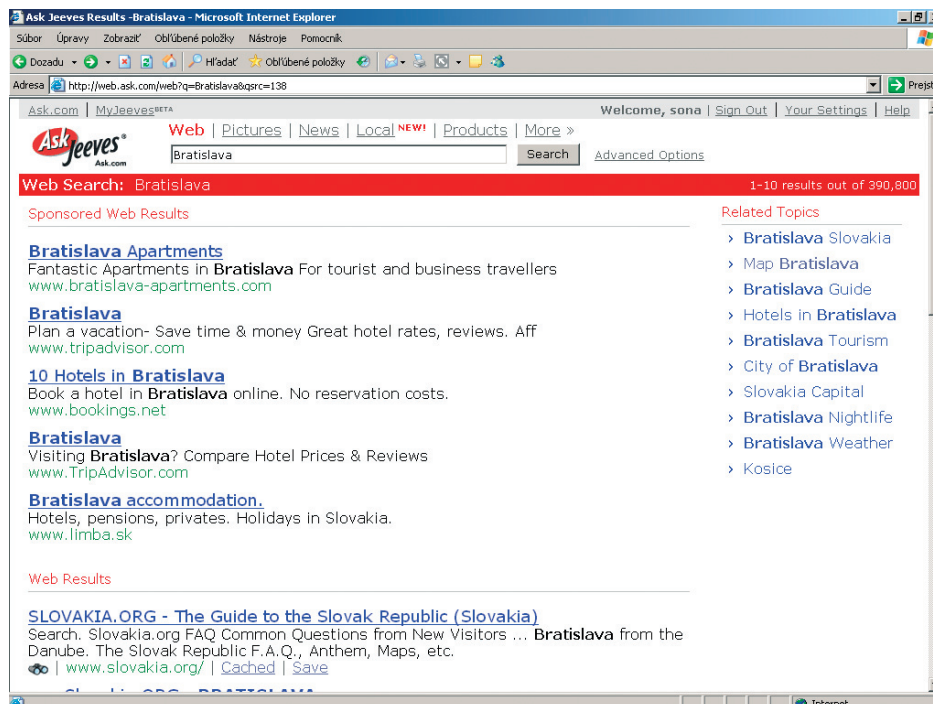 Ask Jeeves Results -Bratislava - Microsoft Internet Explorer
Súbor Úpravy Zobraziť Obľúbené položky Nástroje Pomocník
Dozadu Hľadať Obľúbené položky
Adresa http://web.ask.com/web?q=Bratislava&qsrc=138 Prejsť
Ask.com | MyJeeves BETA Welcome, sona | Sign Out | Your Settings | Help
Web | Pictures | News | Local NEW! | Products | More »
Ask Jeeves® Ask.com
Bratislava Search Advanced Options
Web Search: Bratislava 1-10 results out of 390,800
Sponsored Web Results
Bratislava Apartments
Fantastic Apartments in Bratislava For tourist and business travellers
www.bratislava-apartments.com
Bratislava
Plan a vacation- Save time & money Great hotel rates, reviews. Aff
www.tripadvisor.com
10 Hotels in Bratislava
Book a hotel in Bratislava online. No reservation costs.
www.bookings.net
Bratislava
Visiting Bratislava? Compare Hotel Prices & Reviews
www.TripAdvisor.com
Bratislava accommodation.
Hotels, pensions, privates. Holidays in Slovakia.
www.limba.sk
Web Results
SLOVAKIA.ORG - The Guide to the Slovak Republic (Slovakia)
Search. Slovakia.org FAQ Common Questions from New Visitors ... Bratislava from the
Danube. The Slovak Republic F.A.Q., Anthem, Maps, etc.
| www.slovakia.org/ | Cached | Save
Related Topics
› Bratislava Slovakia
› Map Bratislava
› Bratislava Guide
› Hotels in Bratislava
› Bratislava Tourism
› City of Bratislava
› Slovakia Capital
› Bratislava Nightlife
› Bratislava Weather
› Kosice
Internet